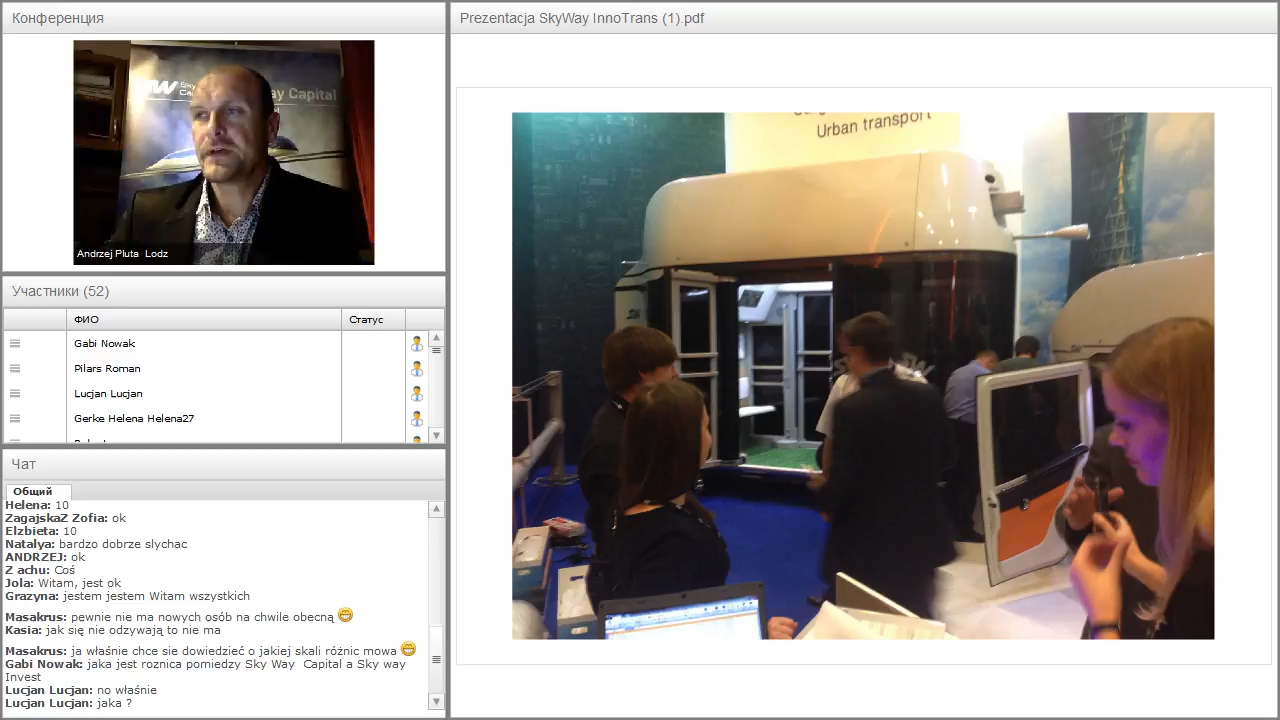 Конференция
Sky
Way Capital
Andrzej Pluta Lodz
Участники (52)
ФИО
Статус
Gabi Nowak
Pilars Roman
Lucjan Lucjan
Gerke Helena Helena27
Чат
Общий
Helena: 10
ZagajskaZ Zofia: ok
Elzbieta: 10
Natalya: bardzo dobrze slychac
ANDRZEJ: ok
Z achu: Coś
Jola: Witam, jest ok
Grazyna: jestem jestem Witam wszystkich
Masakrus: pewnie nie ma nowych osób na chwile obecną
Kasia: jak się nie odzywają to nie ma
Masakrus: ja właśnie chce sie dowiedzieć o jakiej skali różnic mowa
Gabi Nowak: jaka jest roznica pomiedzy Sky Way Capital a Sky way
Invest
Lucjan Lucjan: no właśnie
Lucjan Lucjan: jaka ?
Prezentacja SkyWay InnoTrans (1).pdf
Urban transport